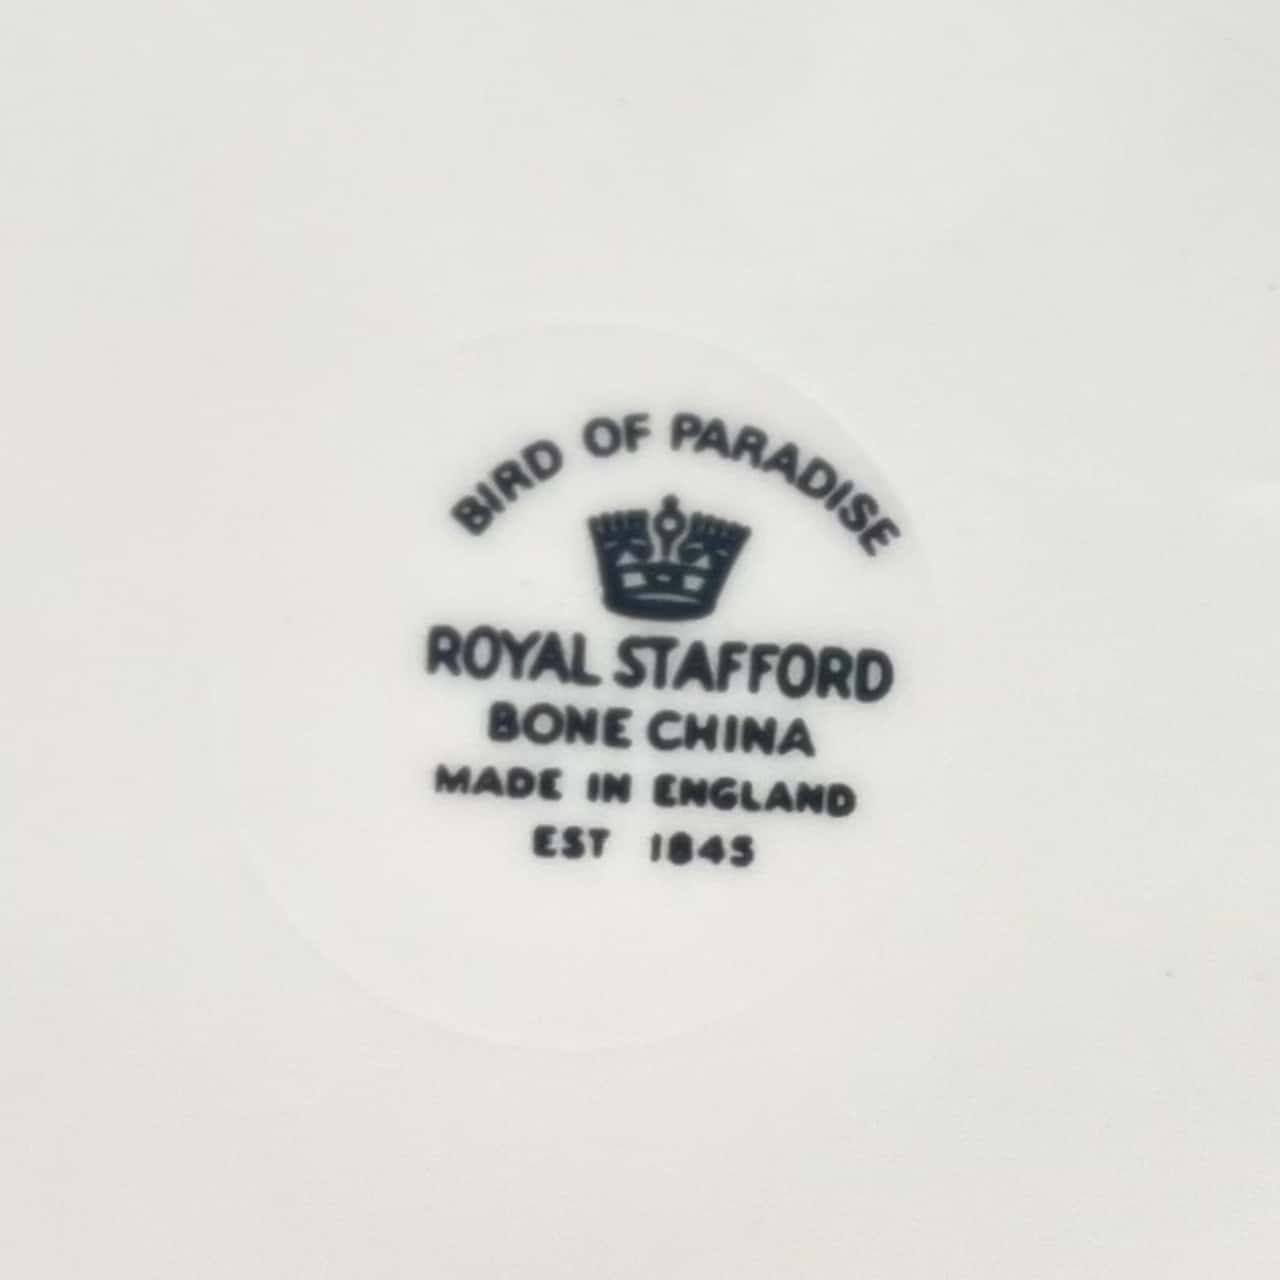 BIRD OF PARADISE
ROYAL STAFFORD
BONE CHINA
MADE IN ENGLAND
EST 1845